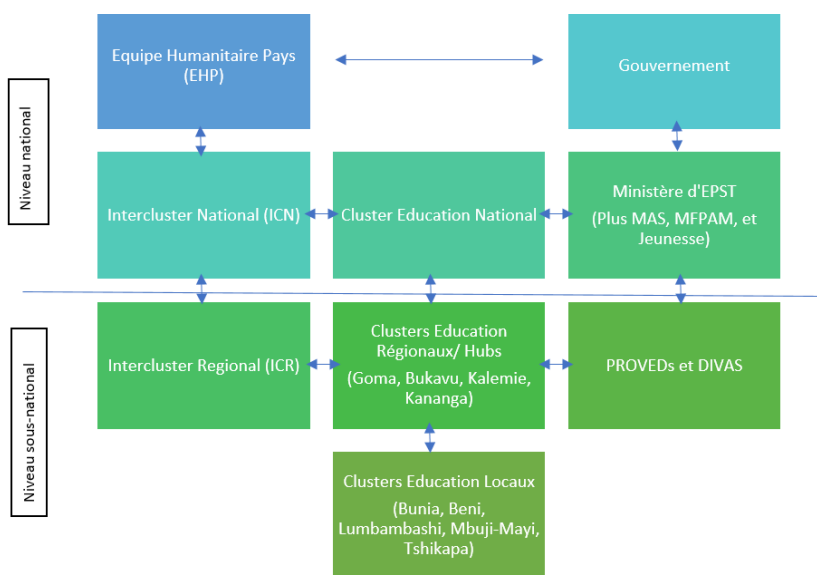 Equipe Humanitaire Pays
(EHP)
Gouvernement
Niveau national
Intercluster National (ICN)
Cluster Education National
Ministère d'EPST
(Plus MAS, MFPAM, et
Jeunesse)
Niveau sous-national
Intercluster Regional (ICR)
Clusters Education
Régionaux/ Hubs
(Goma, Bukavu, Kalemie,
Kananga)
PROVEDs et DIVAS
Clusters Education Locaux
(Bunia, Beni,
Lumbambashi, Mbuji-Mayi,
Tshikapa)